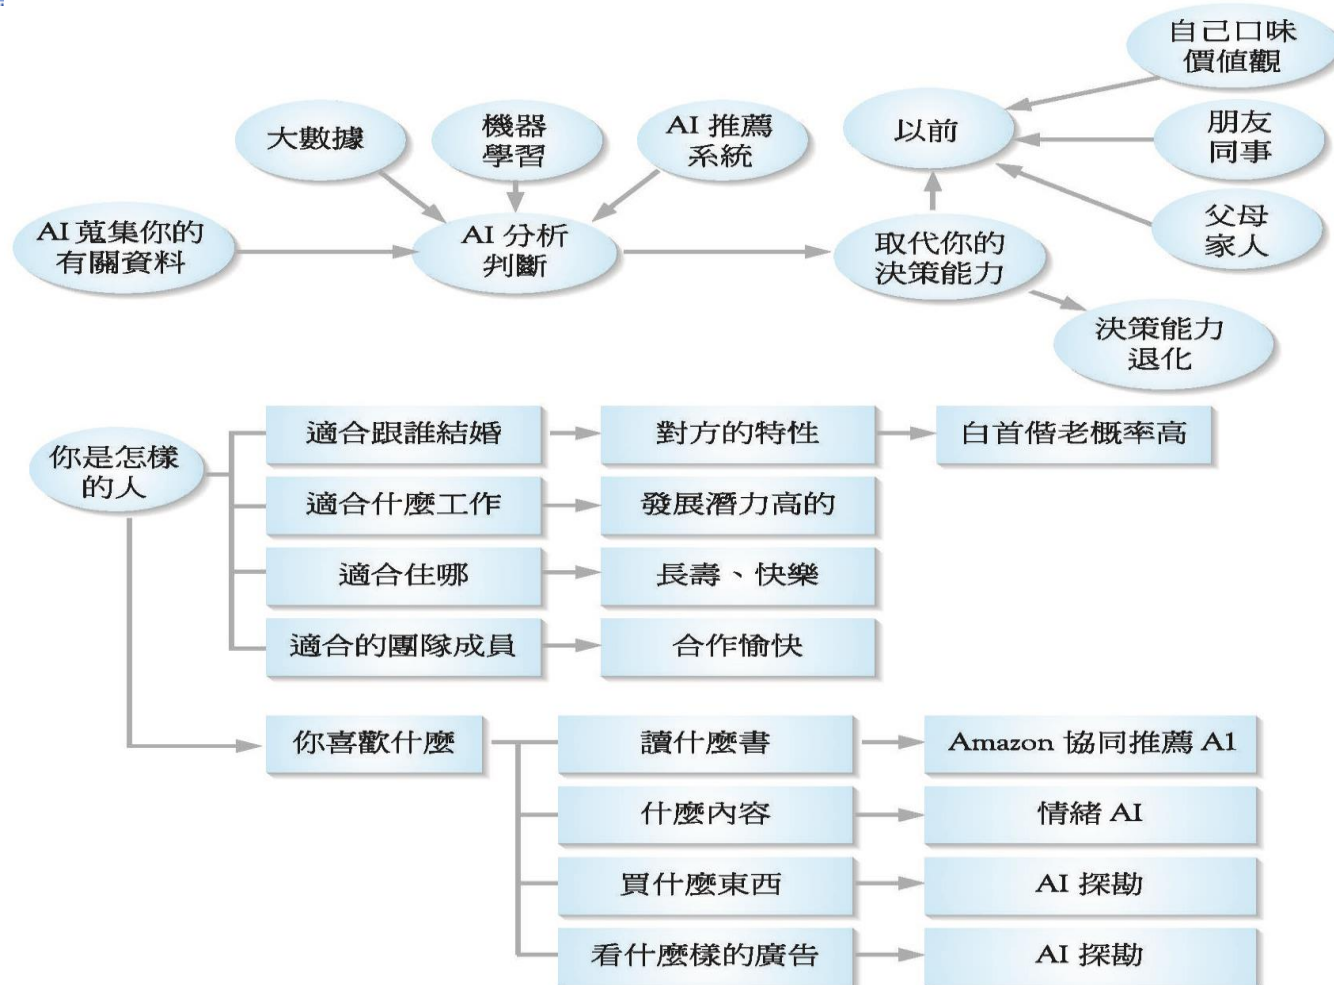 自己口味
價值觀
大數據
機器
學習
AI 推薦
系統
以前
朋友
同事
AI 蒐集你的
有關資料
AI 分析
判斷
取代你的
決策能力
父母
家人
決策能力
退化
你是怎樣
的人
適合跟誰結婚
對方的特性
白首偕老概率高
適合什麼工作
發展潛力高的
適合住哪
長壽、快樂
適合的團隊成員
合作愉快
你喜歡什麼
讀什麼書
Amazon 協同推薦 A1
什麼內容
情緒 AI
買什麼東西
AI 探勘
看什麼樣的廣告
AI 探勘